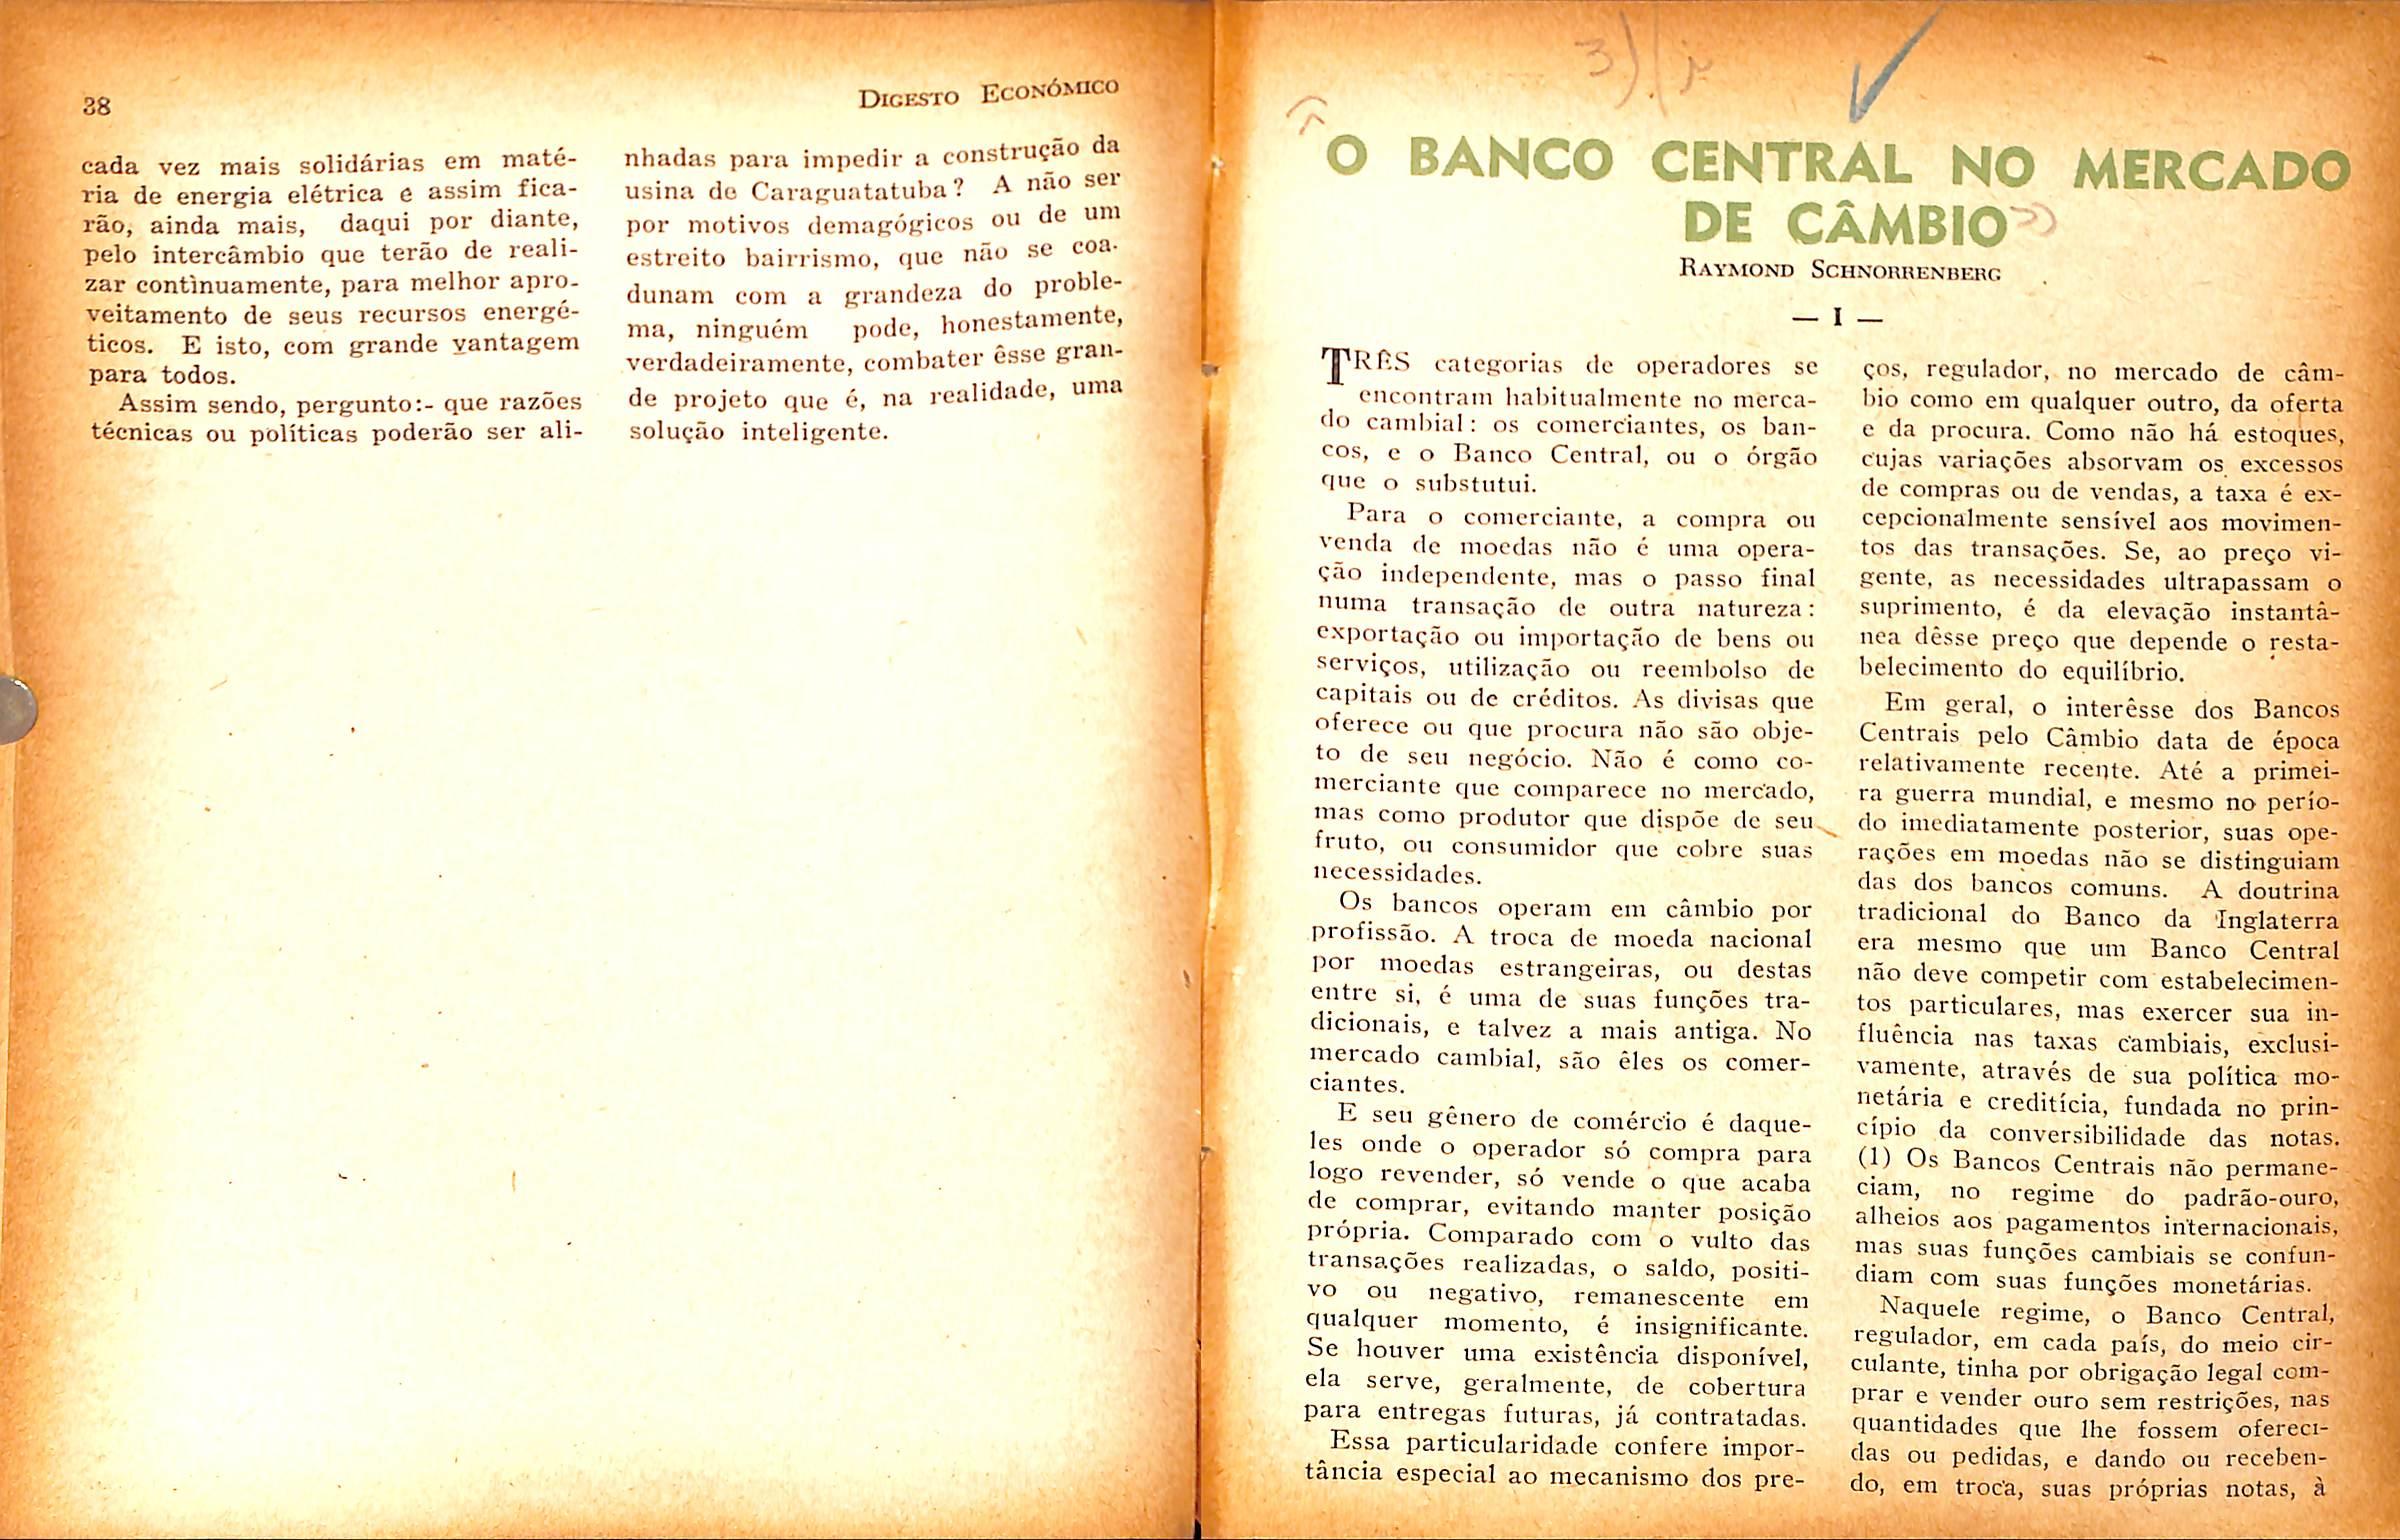 38
DIGESTO ECONÓMICO
cada vez mais solidárias em maté-
ria de energia elétrica e assim fica-
rão, ainda mais, daqui por diante,
pelo intercâmbio que terão de reali-
zar contìnuamente, para melhor apro-
veitamento de seus recursos energé-
ticos. E isto, com grande vantagem
para todos.
Assim sendo, pergunto:- que razões
técnicas ou políticas poderão ser ali-
nhadas para impedir a construção da
usina de Caraguatatuba? A não ser
por motivos demagógicos ou de um
estreito bairrismo, que não se coa-
dunam com a grandeza do proble-
ma, ninguém pode, honestamente,
verdadeiramente, combater êsse gran-
de projeto que é, na realidade, uma
solução inteligente.
O BANCO CENTRAL NO MERCADO
DE CÂMBIO
RAYMOND SCHNORRENBERG
— I —
TRÊS categorias de operadores se
encontram habitualmente no merca-
do cambial: os comerciantes, os ban-
cos, e o Banco Central, ou o órgão
que o substutui.
Para o comerciante, a compra ou
venda de moedas não é uma opera-
ção independente, mas o passo final
numa transação de outra natureza:
exportação ou importação de bens ou
serviços, utilização ou reembolso de
capitais ou de créditos. As divisas que
oferece ou que procura não são obje-
to de seu negócio. Não é como co-
merciante que comparece no mercado,
mas como produtor que dispõe de seu
fruto, ou consumidor que cobre suas
necessidades.
Os bancos operam em câmbio por
profissão. A troca de moeda nacional
por moedas estrangeiras, ou destas
entre si, é uma de suas funções tra-
dicionais, e talvez a mais antiga. No
mercado cambial, são êles os comer-
ciantes.
E seu gênero de comércio é daque-
les onde o operador só compra para
logo revender, só vende o que acaba
de comprar, evitando manter posição
própria. Comparado com o vulto das
transações realizadas, o saldo, positi-
vo ou negativo, remanescente em
qualquer momento, é insignificante.
Se houver uma existência disponível,
ela serve, geralmente, de cobertura
para entregas futuras, já contratadas.
Essa particularidade confere impor-
tância especial ao mecanismo dos pre-
ços, regulador, no mercado de câm-
bio como em qualquer outro, da oferta
e da procura. Como não há estoques,
cujas variações absorvam os excessos
de compras ou de vendas, a taxa é ex-
cepcionalmente sensível aos movimen-
tos das transações. Se, ao preço vi-
gente, as necessidades ultrapassam o
suprimento, é da elevação instantâ-
nea dêsse preço que depende o resta-
belecimento do equilíbrio.
Em geral, o interêsse dos Bancos
Centrais pelo Câmbio data de época
relativamente recente. Até a primei-
ra guerra mundial, e mesmo no perío-
do imediatamente posterior, suas ope-
rações em moedas não se distinguiam
das dos bancos comuns. A doutrina
tradicional do Banco da Inglaterra
era mesmo que um Banco Central
não deve competir com estabelecimen-
tos particulares, mas exercer sua in-
fluência nas taxas cambiais, exclusi-
vamente, através de sua política mo-
netária e creditícia, fundada no prin-
cípio da conversibilidade das notas.
(1) Os Bancos Centrais não permane-
ciam, no regime do padrão-ouro,
alheios aos pagamentos internacionais,
mas suas funções cambiais se confun-
diam com suas funções monetárias.
Naquele regime, o Banco Central,
regulador, em cada país, do meio cir-
culante, tinha por obrigação legal com-
prar e vender ouro sem restrições, nas
quantidades que lhe fossem ofereci-
das ou pedidas, e dando ou receben-
do, em troca, suas próprias notas, à